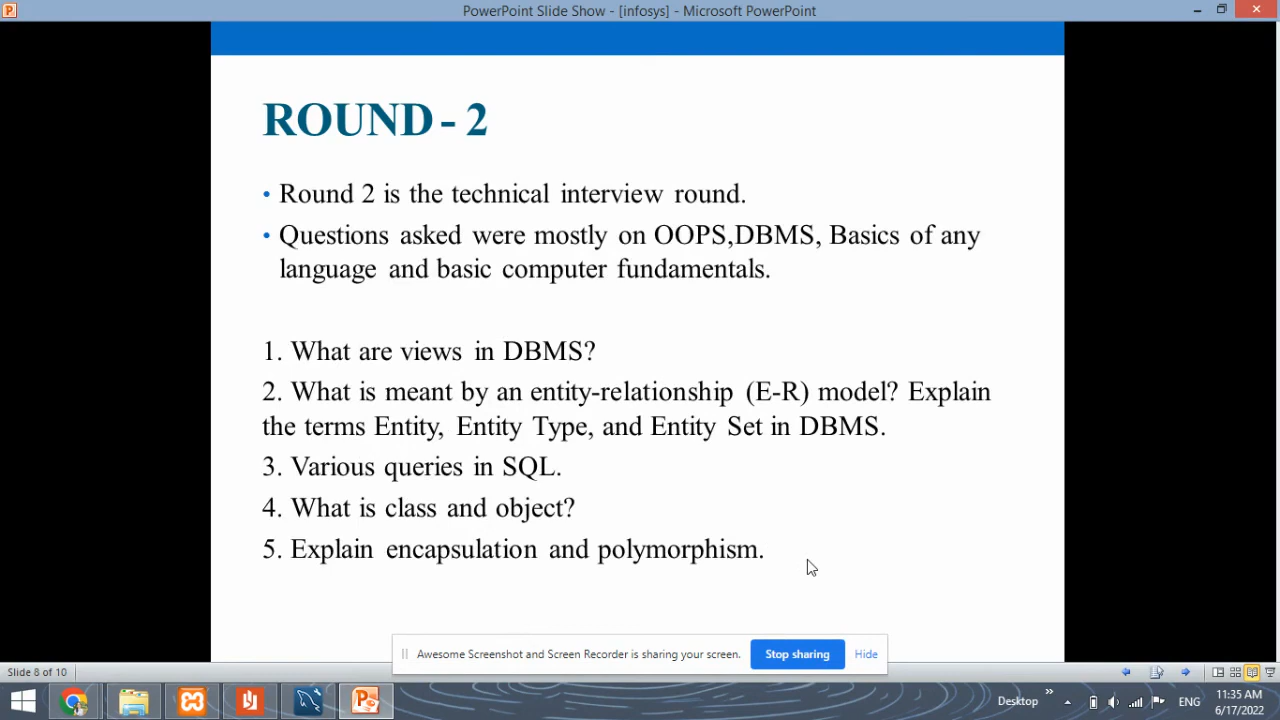 PowerPoint Slide Show - [infosys] - Microsoft PowerPoint
ROUND - 2
• Round 2 is the technical interview round.
• Questions asked were mostly on OOPS,DBMS, Basics of any
language and basic computer fundamentals.
1. What are views in DBMS?
2. What is meant by an entity-relationship (E-R) model? Explain
the terms Entity, Entity Type, and Entity Set in DBMS.
3. Various queries in SQL.
4. What is class and object?
5. Explain encapsulation and polymorphism.
Awesome Screenshot and Screen Recorder is sharing your screen. Stop sharing Hide
Slide 8 of 10
Desktop ENG 11:35 AM
6/17/2022